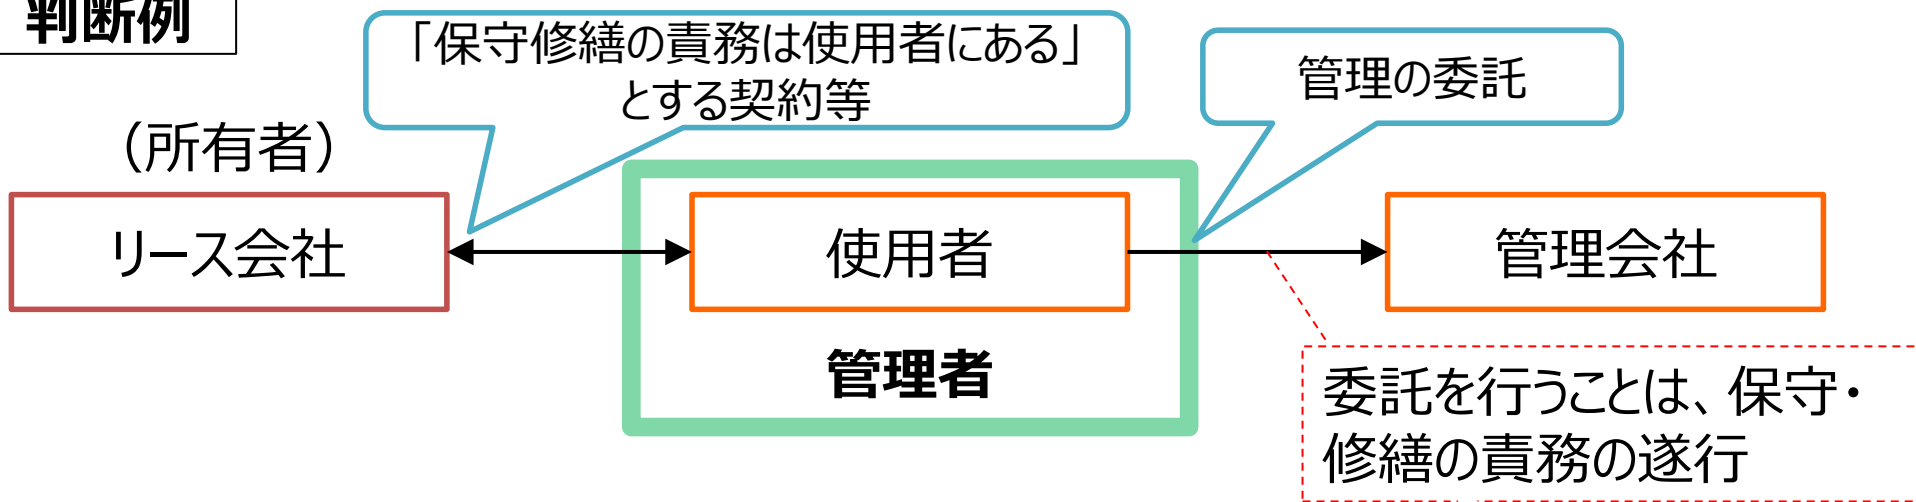 判断例
「保守修繕の責務は使用者にある」
とする契約等
管理の委託
（所有者）
リース会社
使用者
管理会社
管理者
委託を行うことは、保守・
修繕の責務の遂行